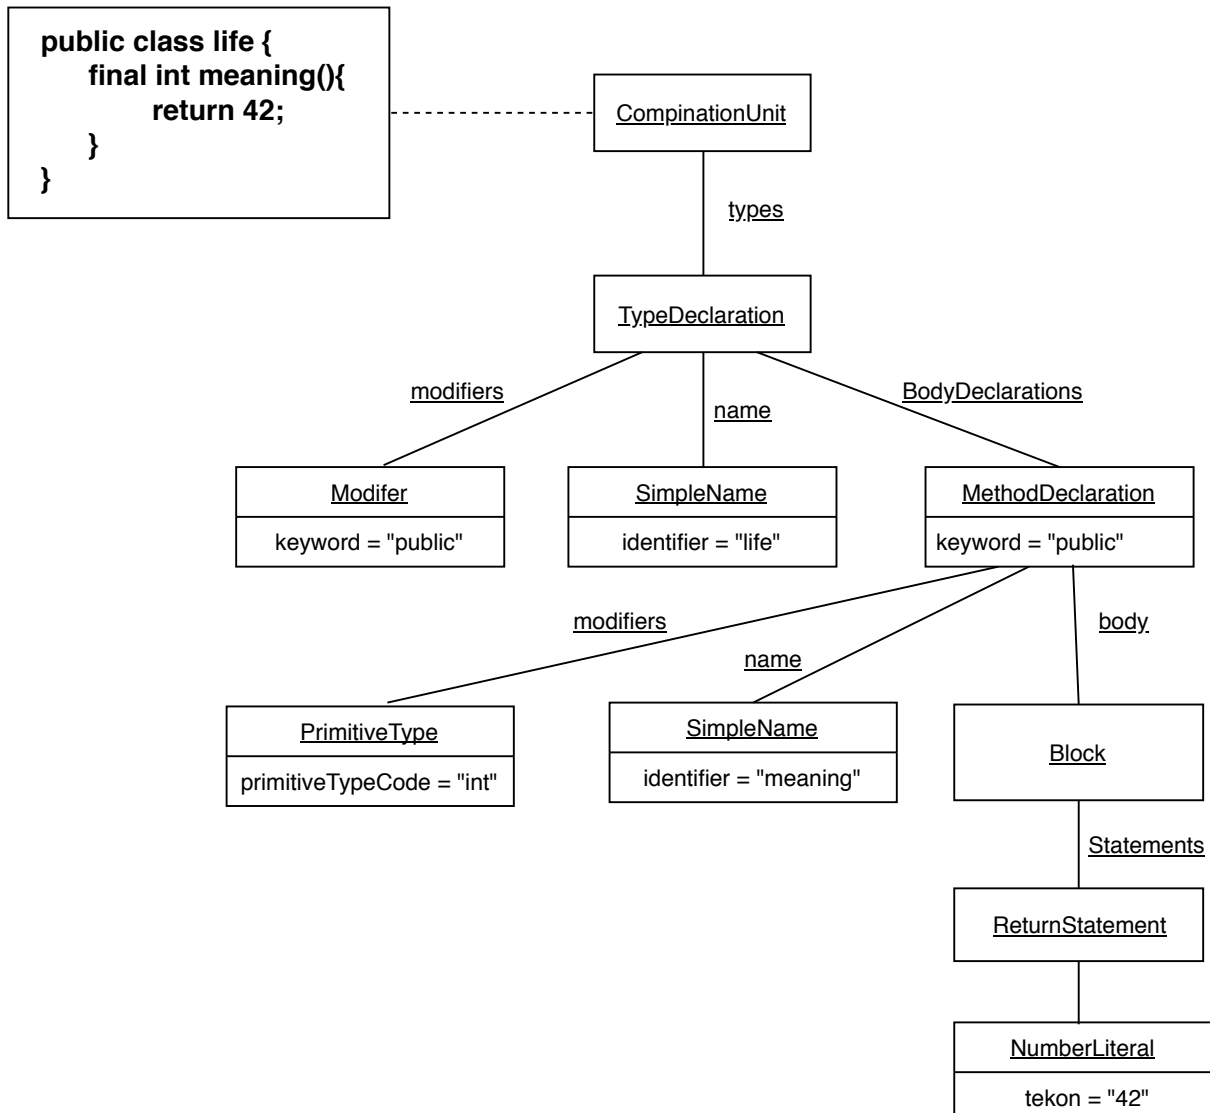 public class life {
final int meaning(){
return 42;
}
}
CompinationUnit
types
TypeDeclaration
modifiers
name
BodyDeclarations
Modifer
keyword = "public"
SimpleName
identifier = "life"
MethodDeclaration
keyword = "public"
modifiers
name
body
PrimitiveType
primitiveTypeCode = "int"
SimpleName
identifier = "meaning"
Block
Statements
ReturnStatement
NumberLiteral
tekon = "42"